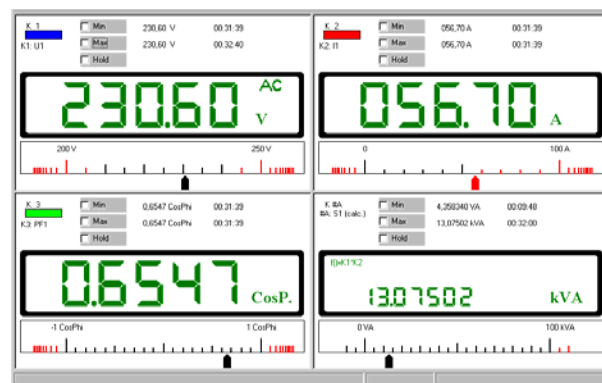 K. 1
Min 230,60 V 00:31:39
K1: U1
Max 230,60 V 00:32:40
Hold
230.60 AC V
200 V 250 V
K. 2
Min 056,70 A 00:31:39
K2: I1
Max 056,70 A 00:31:39
Hold
056.70 A
0 100 A
K. 3
Min 0,6547 CosPhi 00:31:39
K3: PF1
Max 0,6547 CosPhi 00:31:39
Hold
0.6547 CosP.
-1 CosPhi 1 CosPhi
K #A
Min 4,358340 VA 00:09:48
#A: S1 (calc.)
Max 13,07502 kVA 00:32:00
Hold
f()=K1*K2
13.07502 kVA
0 VA 100 kVA